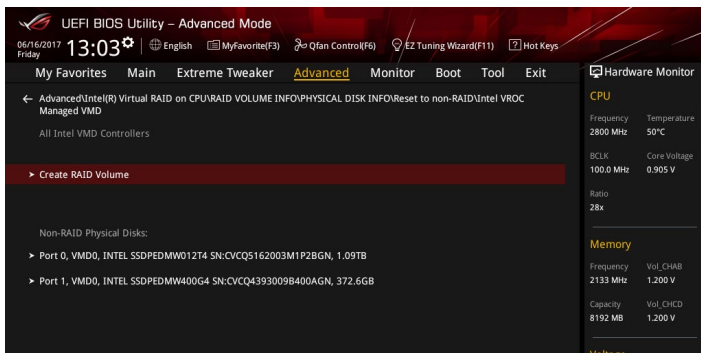 UEFI BIOS Utility – Advanced Mode
06/16/2017 Friday 13:03 English MyFavorite(F3) Qfan Control(F6) EZ Tuning Wizard(F11) ? Hot Keys
My Favorites Main Extreme Tweaker Advanced Monitor Boot Tool Exit
← Advanced\Intel(R) Virtual RAID on CPU\RAID VOLUME INFO\PHYSICAL DISK INFO\Reset to non-RAID\Intel VROC
Managed VMD
All Intel VMD Controllers
> Create RAID Volume
Non-RAID Physical Disks:
> Port 0, VMD0, INTEL SSDPEDMW012T4 SN:CVCQ5162003M1P2BGN, 1.09TB
> Port 1, VMD0, INTEL SSDPEDMW400G4 SN:CVCQ4393009B400AGN, 372.6GB
Hardware Monitor
CPU
Frequency Temperature
2800 MHz 50°C
BCLK Core Voltage
100.0 MHz 0.905 V
Ratio
28x
Memory
Frequency Vol_CHAB
2133 MHz 1.200 V
Capacity Vol_CHCD
8192 MB 1.200 V
Voltage